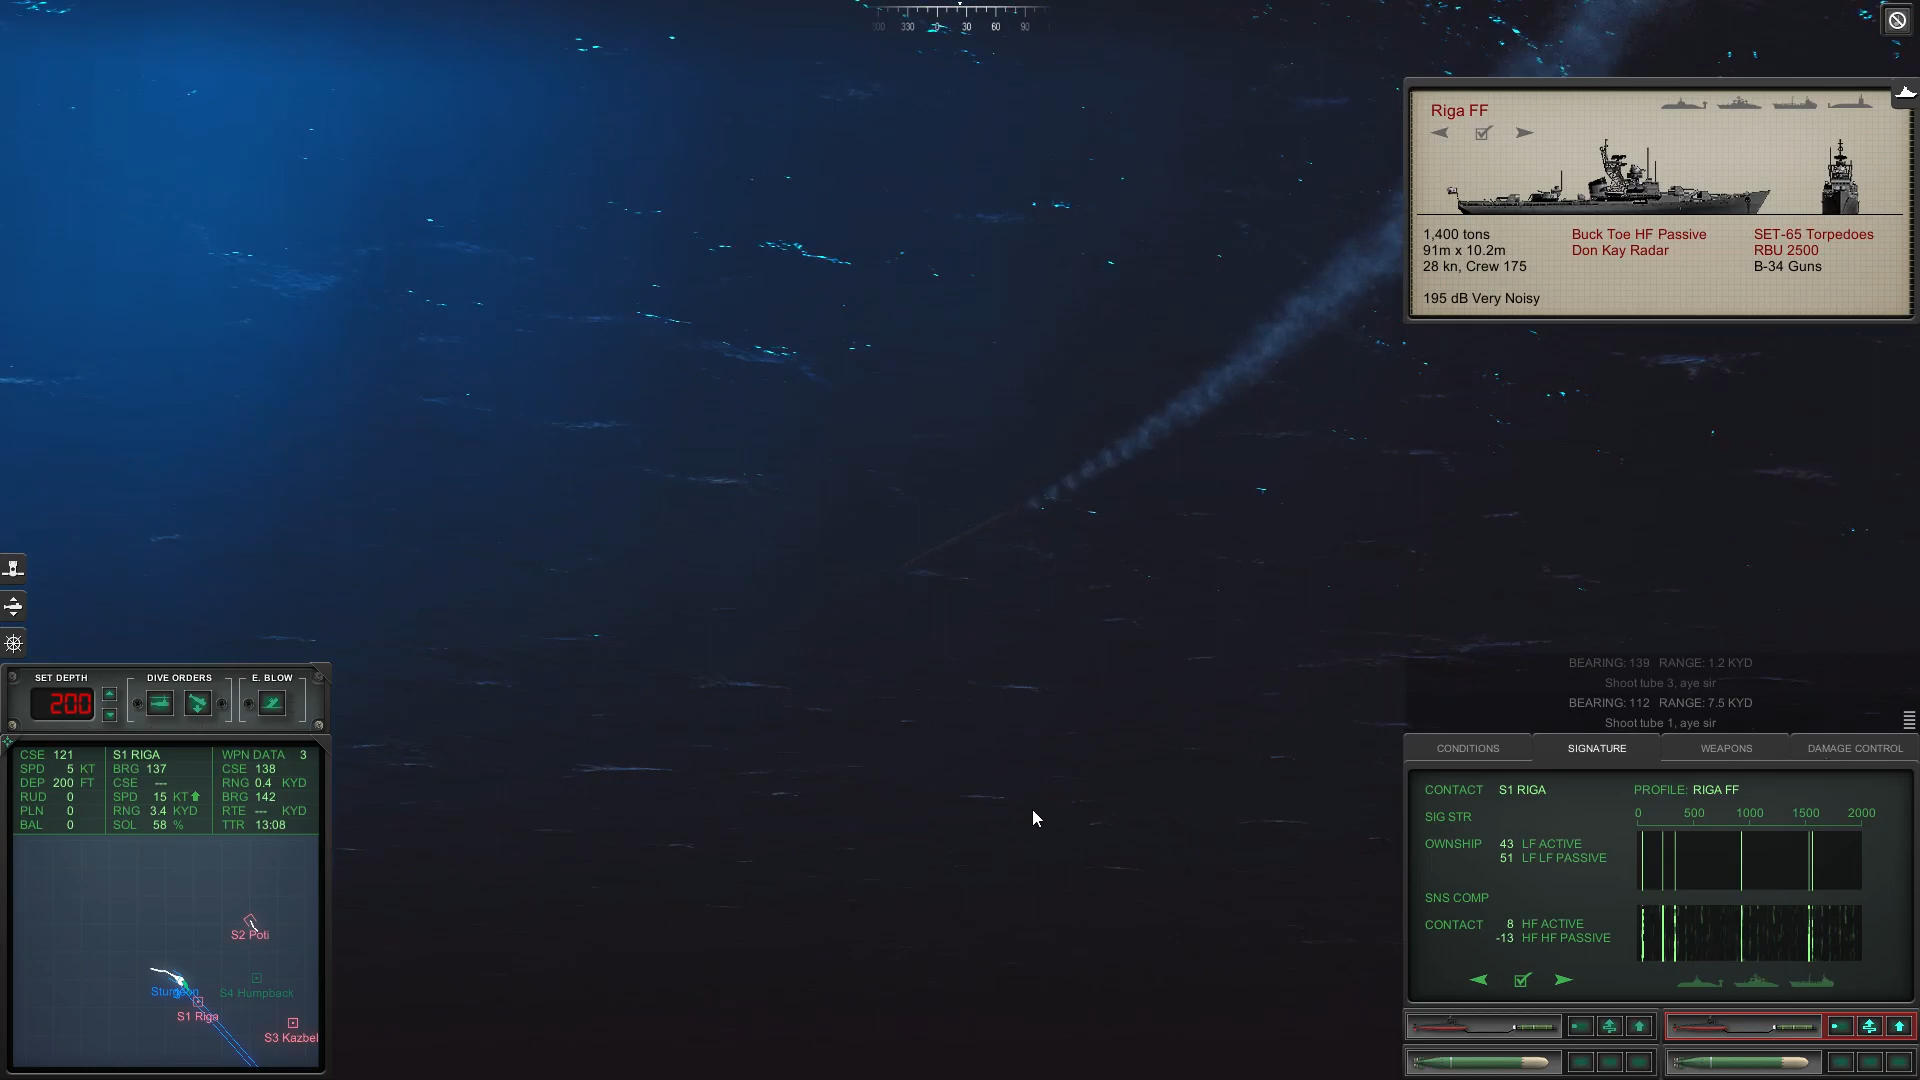 300 330 0 30 60 90
Riga FF
1,400 tons
91m x 10.2m
28 kn, Crew 175
195 dB Very Noisy
Buck Toe HF Passive
Don Kay Radar
SET-65 Torpedoes
RBU 2500
B-34 Guns
BEARING: 139 RANGE: 1.2 KYD
Shoot tube 3, aye sir
BEARING: 112 RANGE: 7.5 KYD
Shoot tube 1, aye sir
SET DEPTH
200
DIVE ORDERS
E. BLOW
CSE 121
SPD 5 KT
DEP 200 FT
RUD 0
PLN 0
BAL 0
S1 RIGA
BRG 137
CSE ---
SPD 15 KT
RNG 3.4 KYD
SOL 58 %
WPN DATA 3
CSE 138
RNG 0.4 KYD
BRG 142
RTE --- KYD
TTR 13:08
S2 Poti
Sturgeon
S4 Humpback
S1 Riga
S3 Kazbek
CONDITIONS
SIGNATURE
WEAPONS
DAMAGE CONTROL
CONTACT S1 RIGA
SIG STR
OWNSHIP 43 LF ACTIVE
51 LF LF PASSIVE
SNS COMP
CONTACT 8 HF ACTIVE
-13 HF HF PASSIVE
PROFILE: RIGA FF
0 500 1000 1500 2000